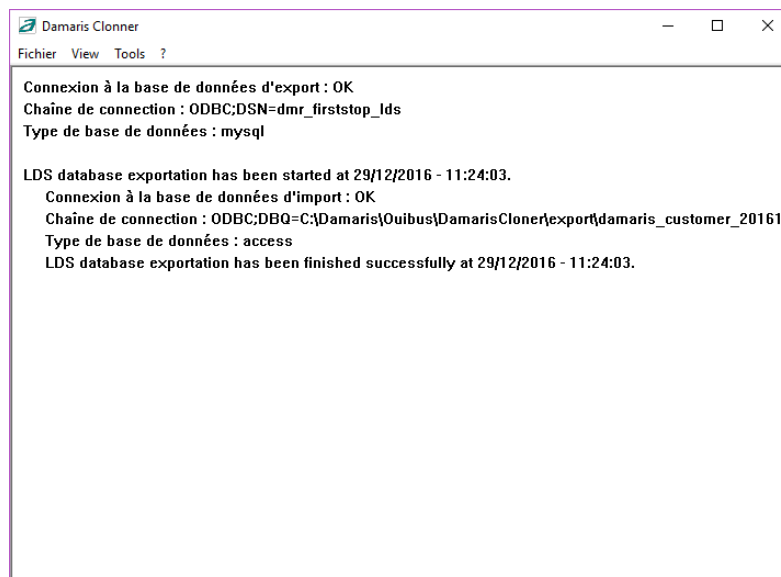 Damaris Clonner
Fichier View Tools ?
Connexion à la base de données d'export : OK
Chaîne de connection : ODBC;DSN=dmr_firststop_lds
Type de base de données : mysql
LDS database exportation has been started at 29/12/2016 - 11:24:03.
Connexion à la base de données d'import : OK
Chaîne de connection : ODBC;DBQ=C:\Damaris\Ouibus\DamarisCloner\export\damaris_customer_20161
Type de base de données : access
LDS database exportation has been finished successfully at 29/12/2016 - 11:24:03.